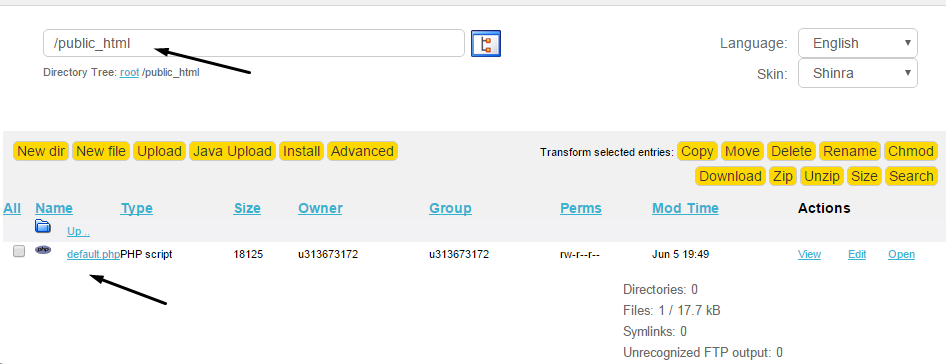 /public_html
Language: English
Directory Tree: root /public_html
Skin: Shinra
New dir New file Upload Java Upload Install Advanced
Transform selected entries: Copy Move Delete Rename Chmod
Download Zip Unzip Size Search
All Name Type Size Owner Group Perms Mod Time Actions
Up ..
php default.php PHP script 18125 u313673172 u313673172 rw-r--r-- Jun 5 19:49 View Edit Open
Directories: 0
Files: 1 / 17.7 kB
Symlinks: 0
Unrecognized FTP output: 0